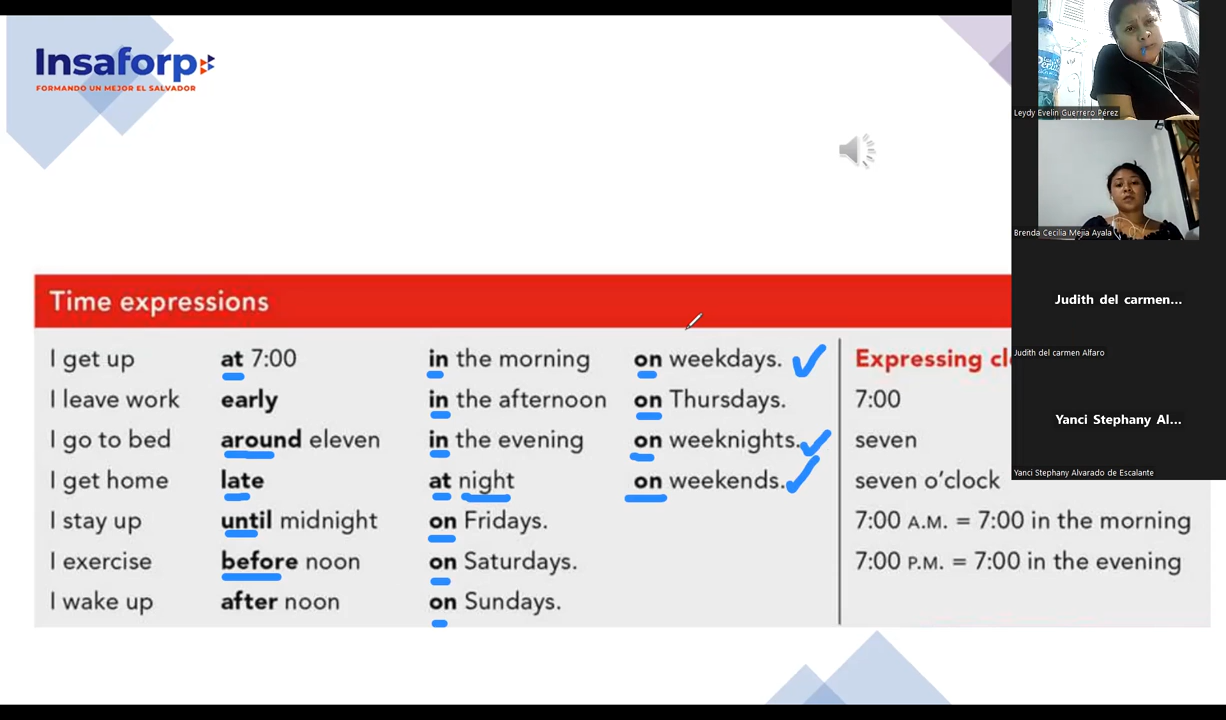 Insaforp
FORMANDO UN MEJOR EL SALVADOR
Time expressions
I get up at 7:00 in the morning on weekdays.
I leave work early in the afternoon on Thursdays.
I go to bed around eleven in the evening on weeknights.
I get home late at night on weekends.
I stay up until midnight on Fridays.
I exercise before noon on Saturdays.
I wake up after noon on Sundays.
Expressing cl
7:00
seven
seven o'clock
7:00 A.M. = 7:00 in the morning
7:00 P.M. = 7:00 in the evening
Leydy Evelin Guerrero Pérez
Brenda Cecilia Mejia Ayala
Judith del carmen...
Judith del carmen Alfaro
Yanci Stephany Al...
Yanci Stephany Alvarado de Escalante